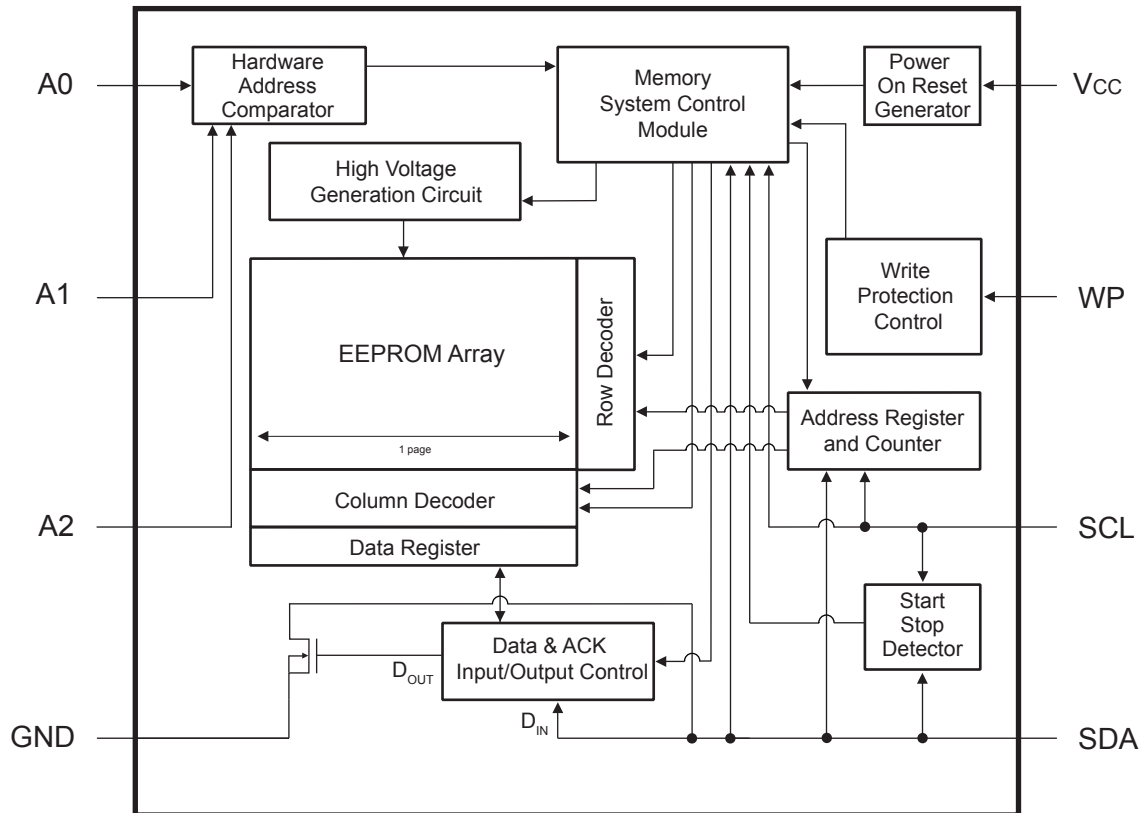 A0
Hardware
Address
Comparator
Memory
System Control
Module
Power
On Reset
Generator
VCC
High Voltage
Generation Circuit
A1
EEPROM Array
1 page
Row Decoder
Write
Protection
Control
WP
Address Register
and Counter
Column Decoder
A2
Data Register
SCL
Start
Stop
Detector
Data & ACK
Input/Output Control
DOUT
DIN
GND
SDA